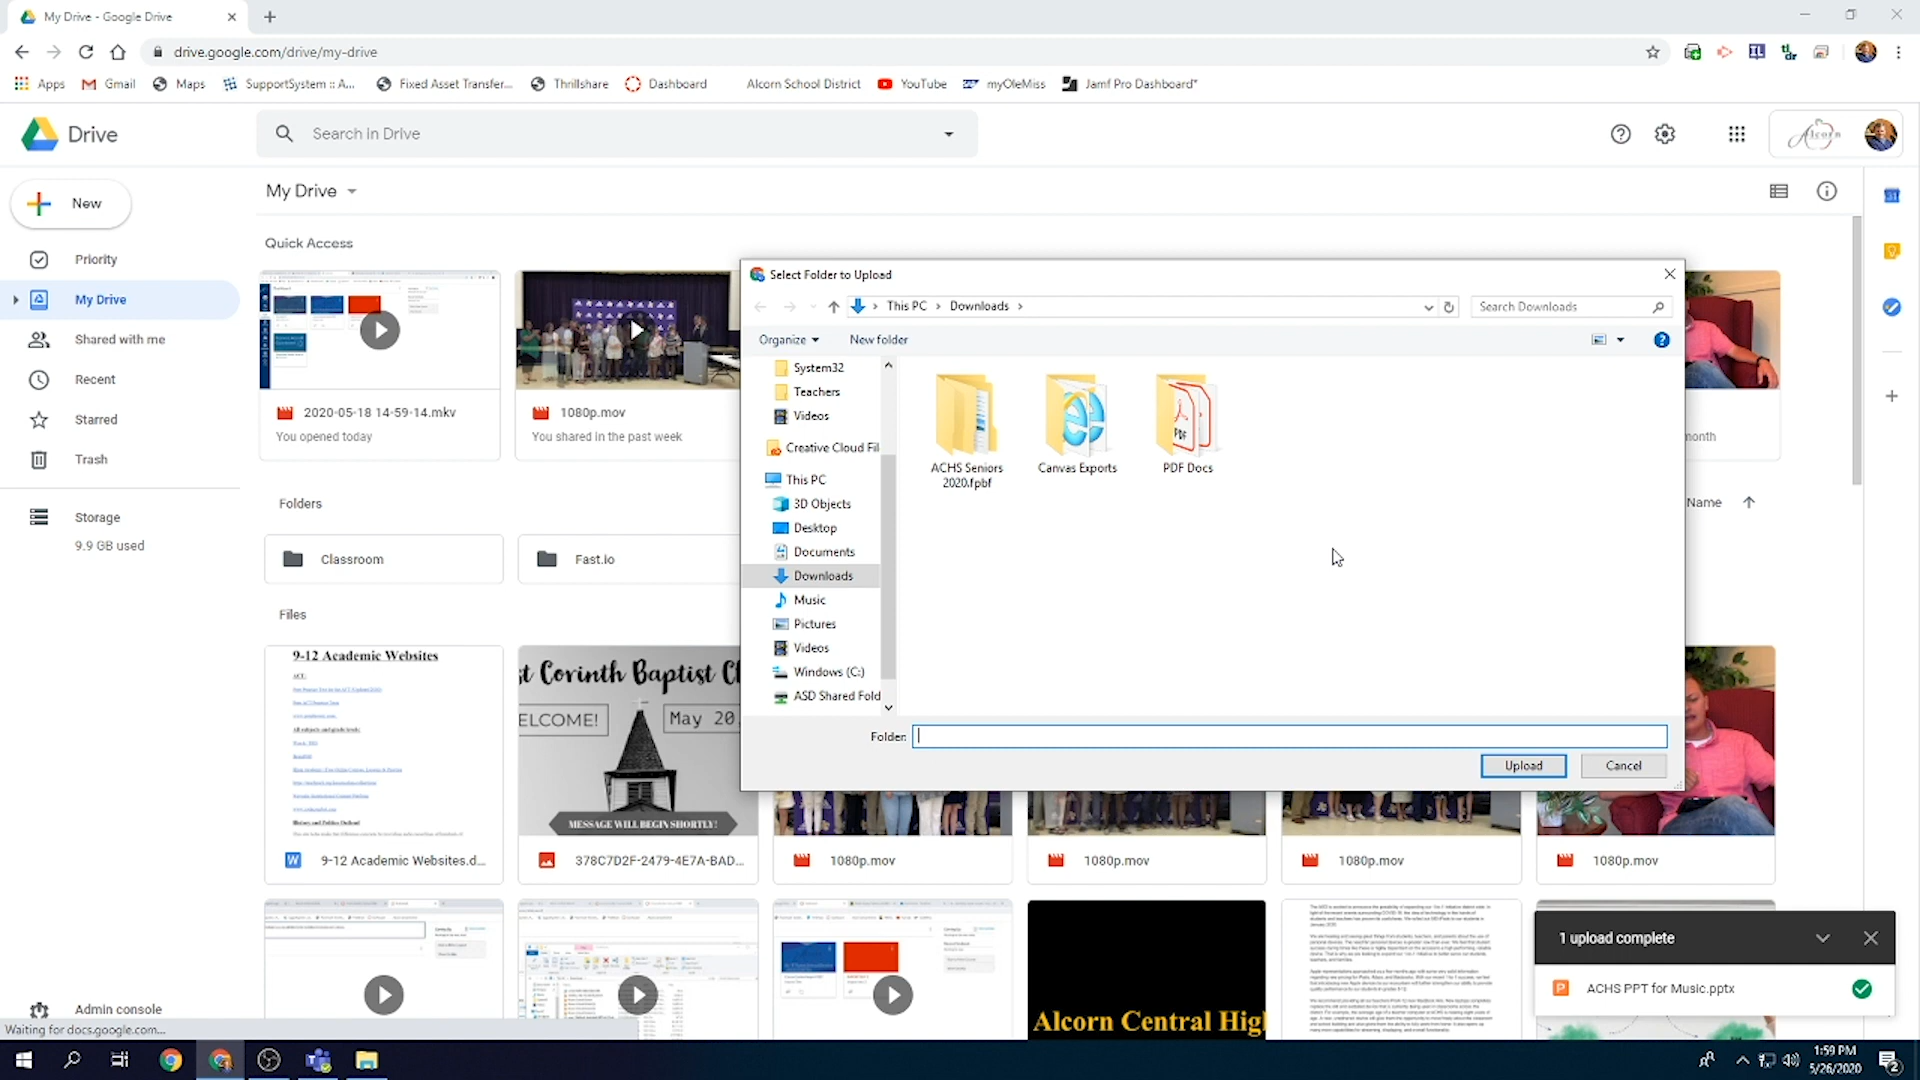 My Drive - Google Drive
drive.google.com/drive/my-drive
Apps
Gmail
Maps
SupportSystem :: A...
Fixed Asset Transfer...
Thrillshare
Dashboard
Alcorn School District
YouTube
myOleMiss
Jamf Pro Dashboard*
Drive
Search in Drive
Alcorn
New
My Drive
Priority
My Drive
Shared with me
Recent
Starred
Trash
Storage
9.9 GB used
Admin console
Waiting for docs.google.com...
Quick Access
2020-05-18 14-59-14.mkv
You opened today
1080p.mov
You shared in the past week
month
Folders
Name
Classroom
Fast.io
Files
9-12 Academic Websites
ACT:
9-12 Academic Websites.d...
st Corinth Baptist Cl
ELCOME!
May 20.
MESSAGE WILL BEGIN SHORTLY!
378C7D2F-2479-4E7A-BAD...
1080p.mov
1080p.mov
1080p.mov
1080p.mov
Alcorn Central Hig
Select Folder to Upload
This PC
Downloads
Search Downloads
Organize
New folder
System32
Teachers
Videos
Creative Cloud Fil
This PC
3D Objects
Desktop
Documents
Downloads
Music
Pictures
Videos
Windows (C:)
ASD Shared Fold
ACHS Seniors
2020.fpbf
Canvas Exports
PDF
PDF Docs
Folder:
Upload
Cancel
1 upload complete
ACHS PPT for Music.pptx
1:59 PM
5/26/2020
2